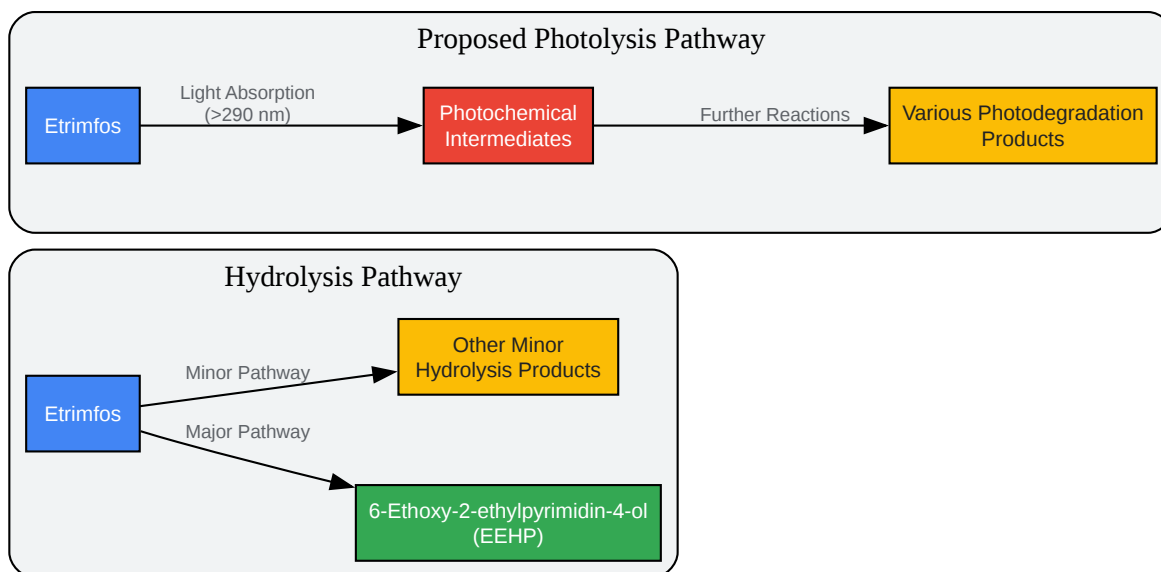 Proposed Photolysis Pathway
Etrimfos
Light Absorption
(>290 nm)
Photochemical
Intermediates
Further Reactions
Various Photodegradation
Products
Hydrolysis Pathway
Etrimfos
Minor Pathway
Other Minor
Hydrolysis Products
Major Pathway
6-Ethoxy-2-ethylpyrimidin-4-ol
(EEHP)